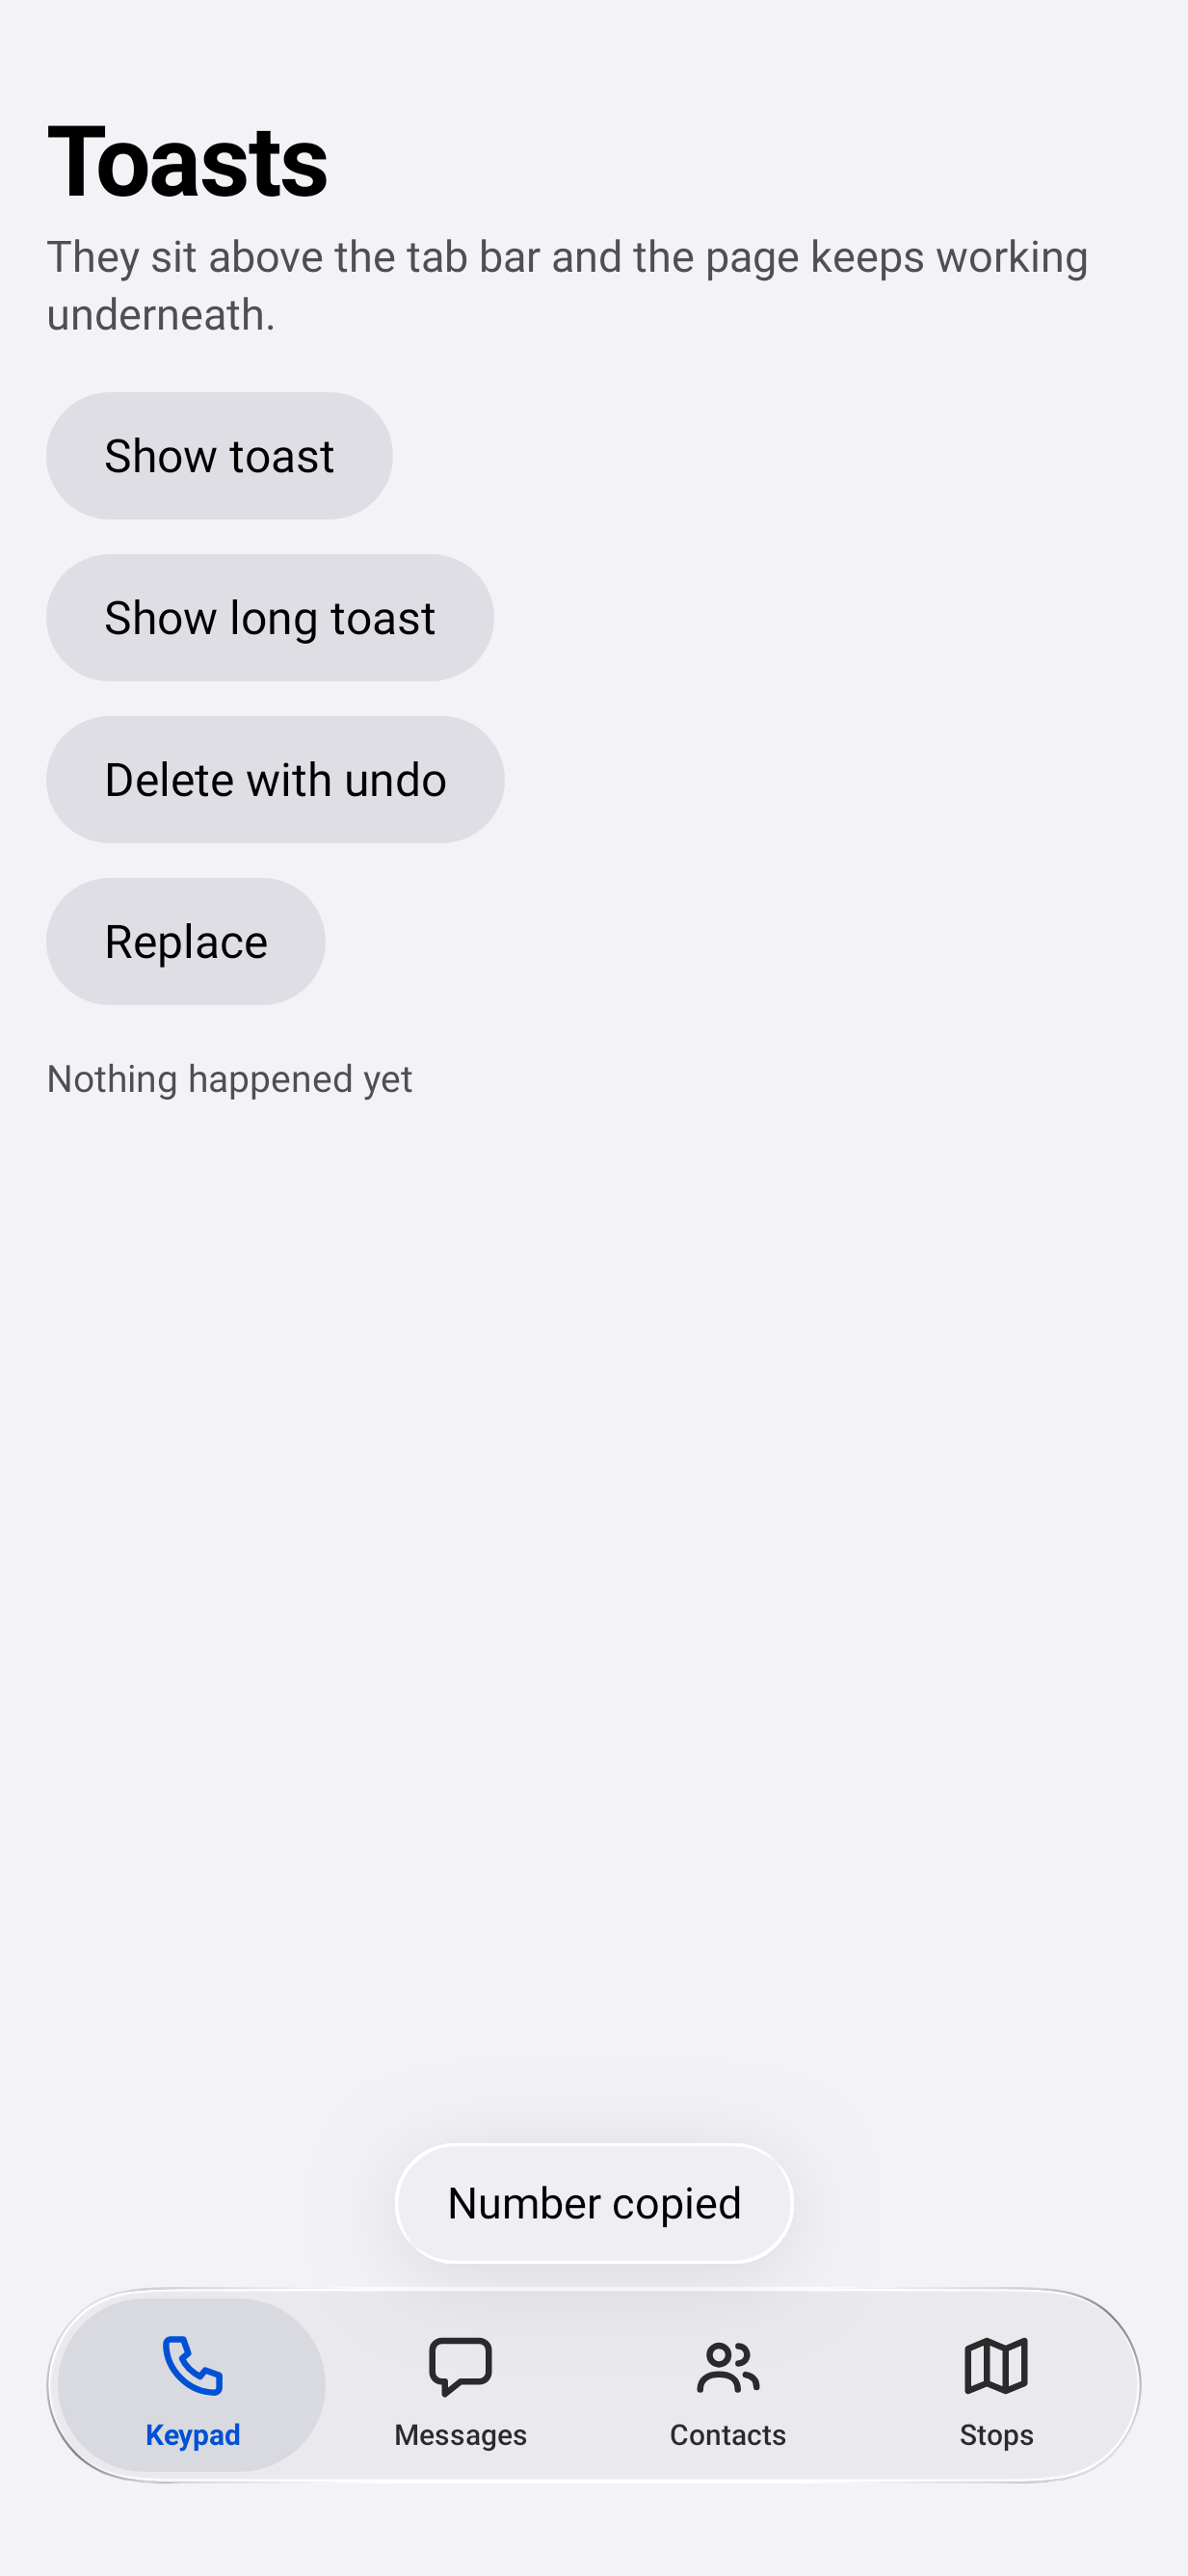 Toasts
They sit above the tab bar and the page keeps working
underneath.
Show toast
Show long toast
Delete with undo
Replace
Nothing happened yet
Number copied
Keypad
Messages
Contacts
Stops